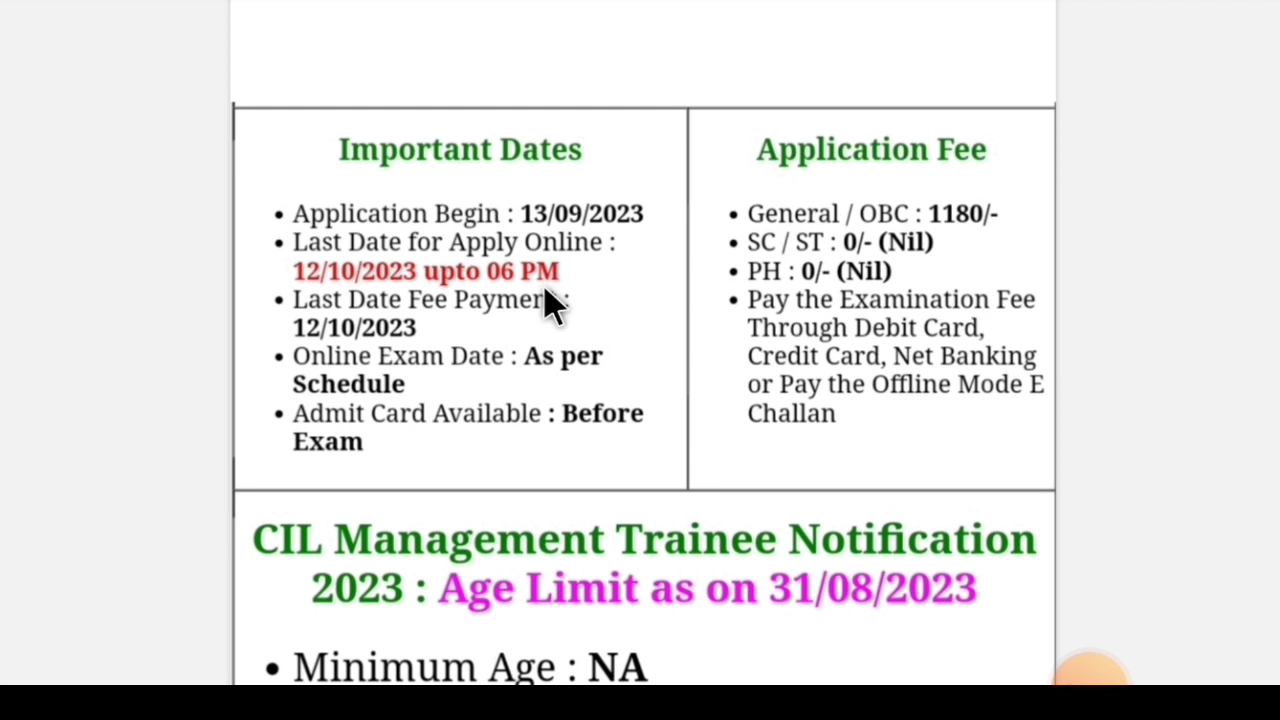 Important Dates
Application Begin : 13/09/2023
Last Date for Apply Online :
12/10/2023 upto 06 PM
Last Date Fee Payment :
12/10/2023
Online Exam Date : As per
Schedule
Admit Card Available : Before
Exam
Application Fee
General / OBC : 1180/-
SC / ST : 0/- (Nil)
PH : 0/- (Nil)
Pay the Examination Fee
Through Debit Card,
Credit Card, Net Banking
or Pay the Offline Mode E
Challan
CIL Management Trainee Notification
2023 : Age Limit as on 31/08/2023
Minimum Age : NA